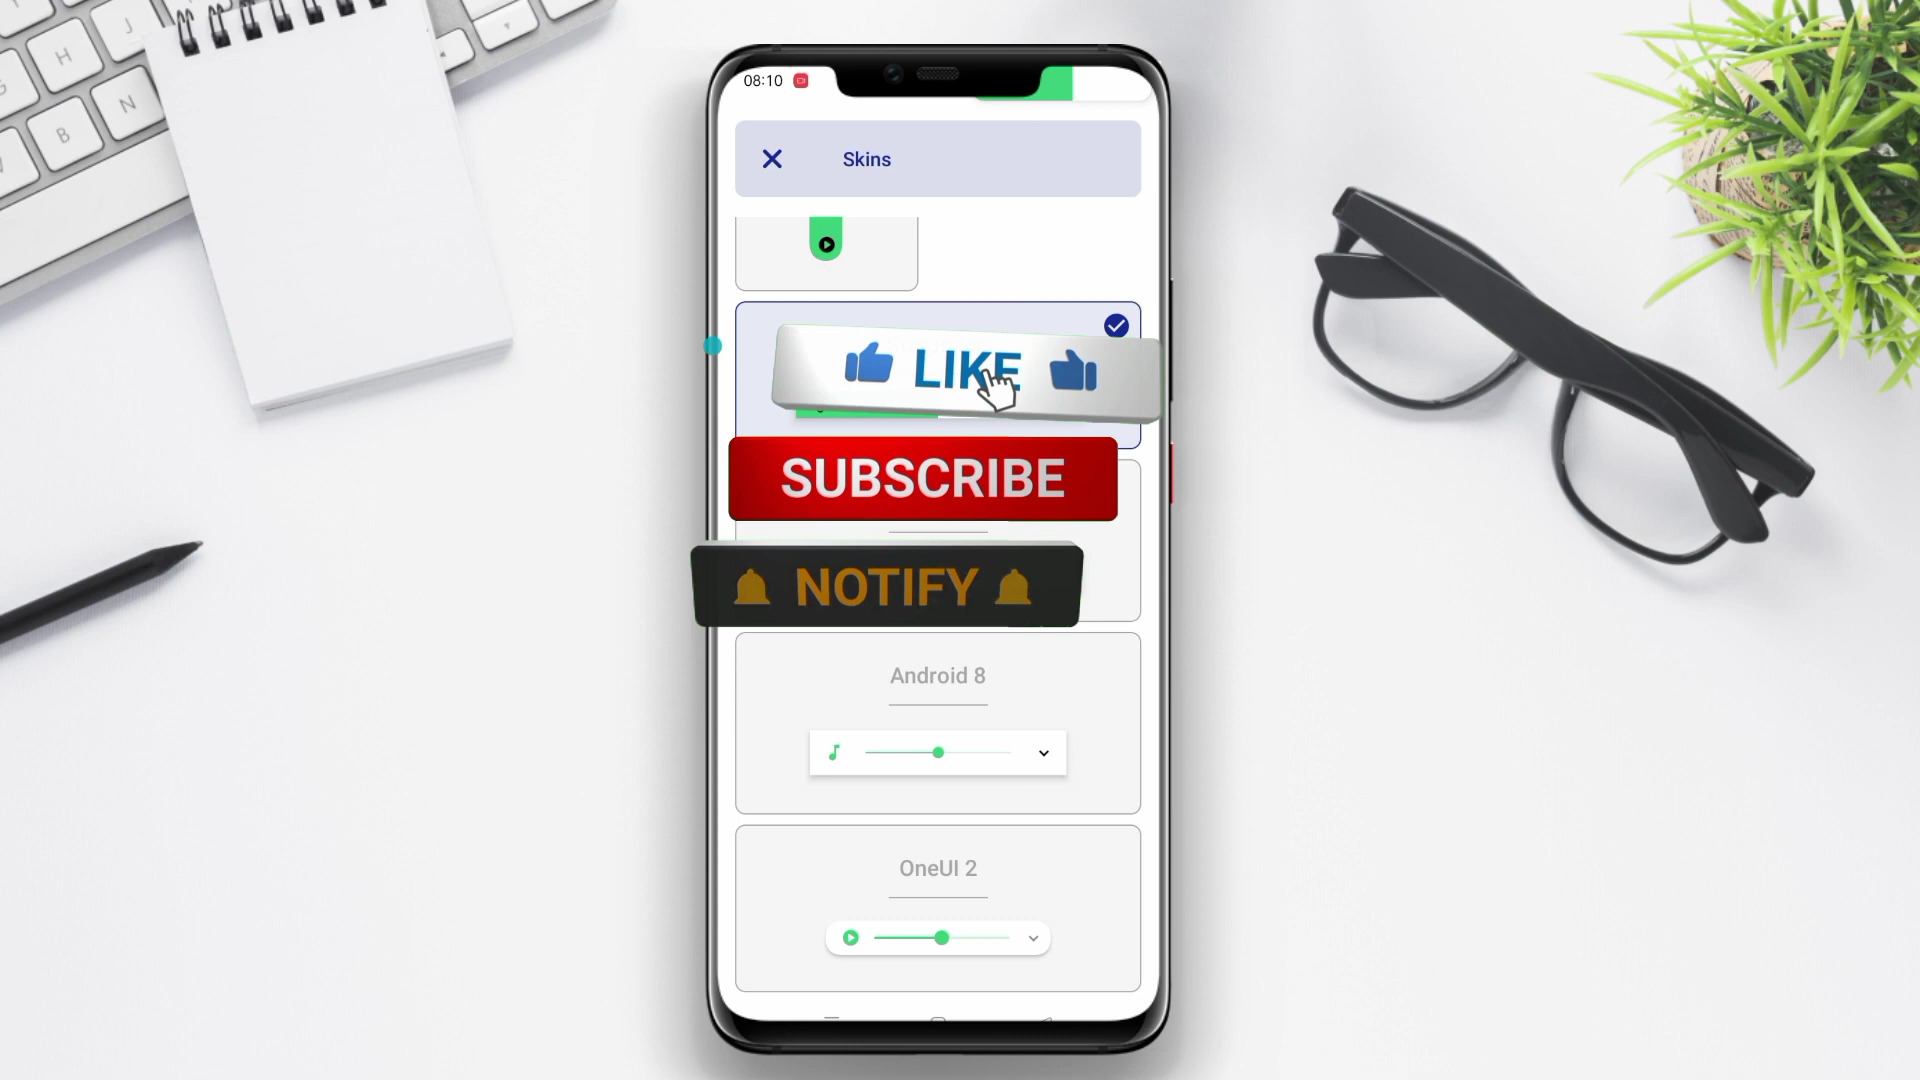 J
H
G
N
B
08:10
Skins
LIKE
SUBSCRIBE
NOTIFY
Android 8
OneUI 2